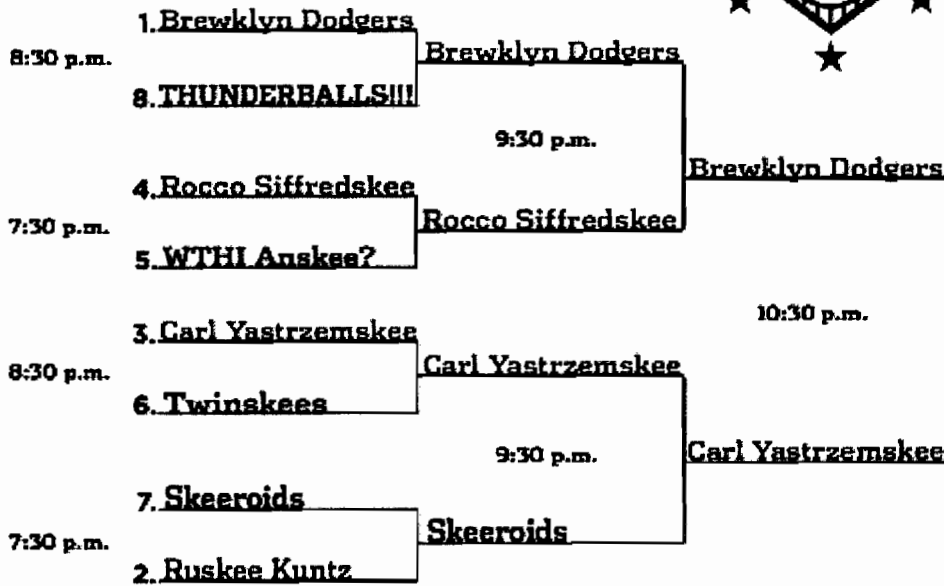 1. Brewklyn Dodgers
8:30 p.m.
Brewklyn Dodgers
8. THUNDERBALLS!!!
9:30 p.m.
Brewklyn Dodgers
4. Rocco Siffredskee
7:30 p.m.
Rocco Siffredskee
5. WTHI Anskee?
10:30 p.m.
3. Carl Yastrzemskee
8:30 p.m.
Carl Yastrzemskee
6. Twinskees
9:30 p.m.
Carl Yastrzemskee
7. Skeeroids
7:30 p.m.
Skeeroids
2. Ruskee Kuntz